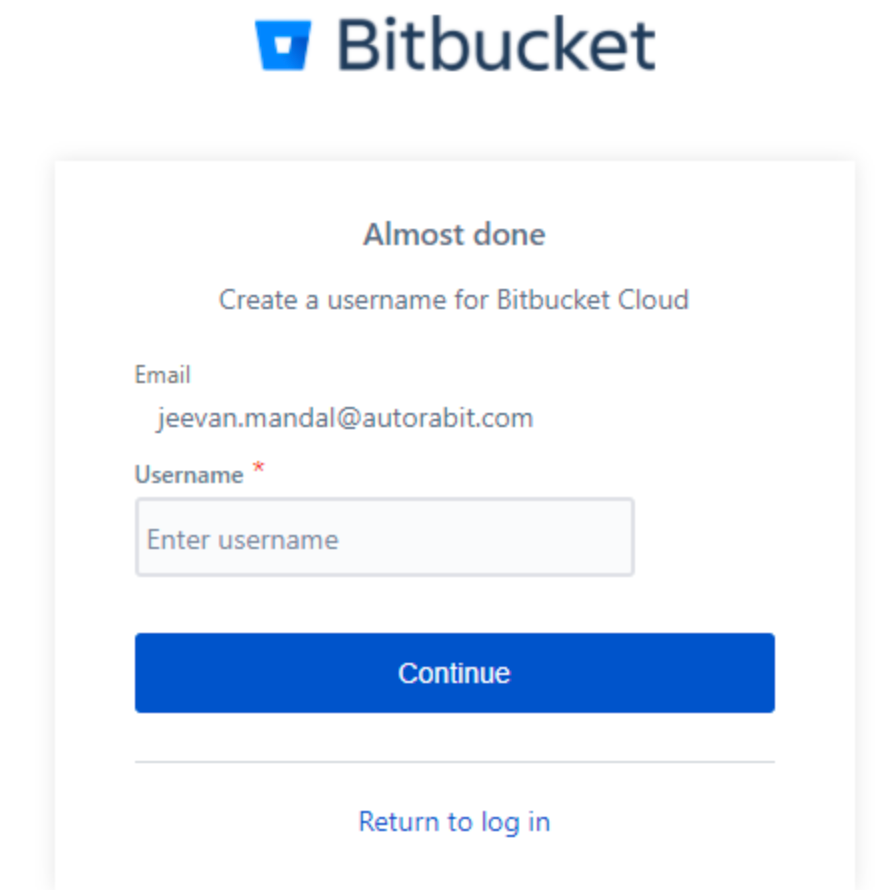 Bitbucket
Almost done
Create a username for Bitbucket Cloud
Email
jeevan.mandal@autorabit.com
Username *
Enter username
Continue
Return to log in